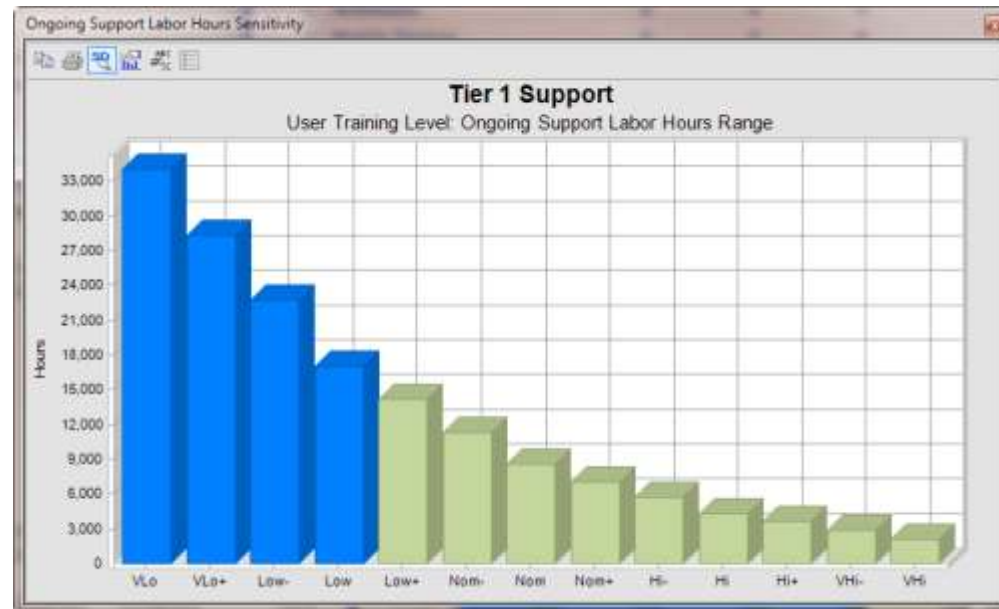 Ongoing Support Labor Hours Sensitivity
3D
Tier 1 Support
User Training Level: Ongoing Support Labor Hours Range
33,000
30,000
27,000
24,000
21,000
18,000
15,000
12,000
9,000
6,000
3,000
0
Hours
VLo VLo+ Low- Low Low+ Nom- Nom Nom+ Hi- Hi Hi+ VHi- VHi